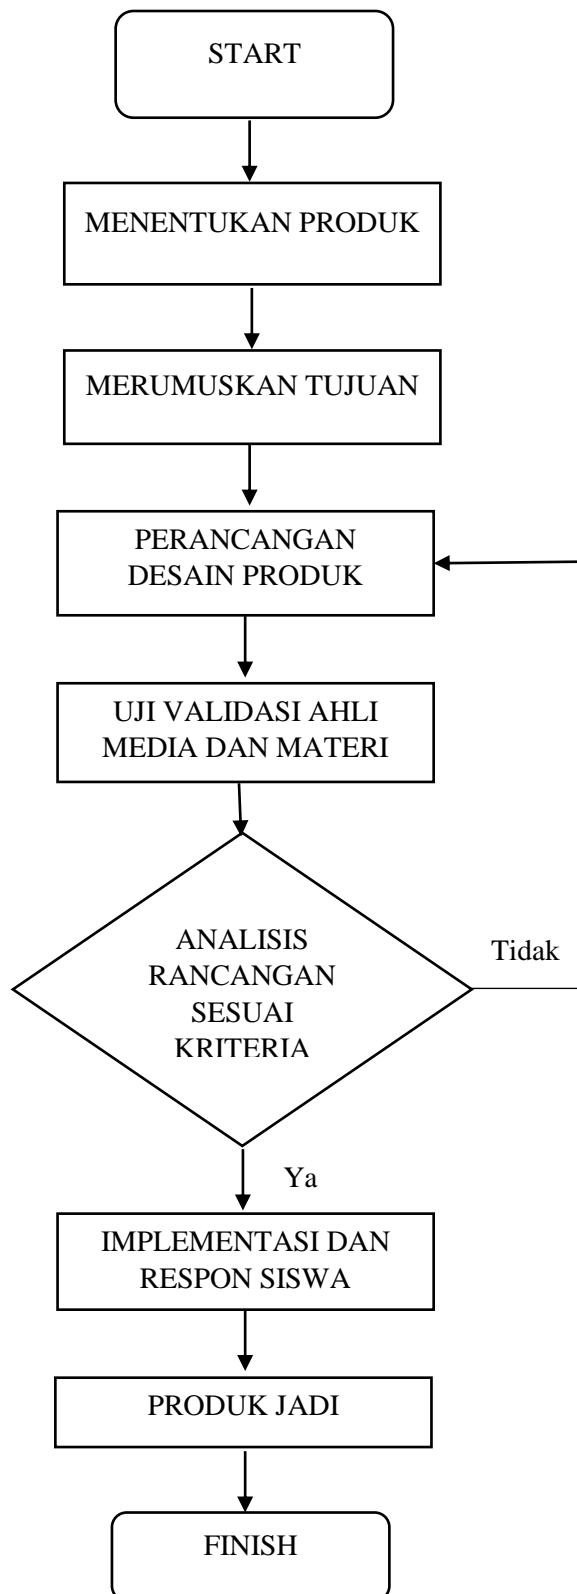 START
MENENTUKAN PRODUK
MERUMUSKAN TUJUAN
PERANCANGAN
DESAIN PRODUK
UJI VALIDASI AHLI
MEDIA DAN MATERI
ANALISIS
RANCANGAN
SESUAI
KRITERIA
Tidak
Ya
IMPLEMENTASI DAN
RESPON SISWA
PRODUK JADI
FINISH